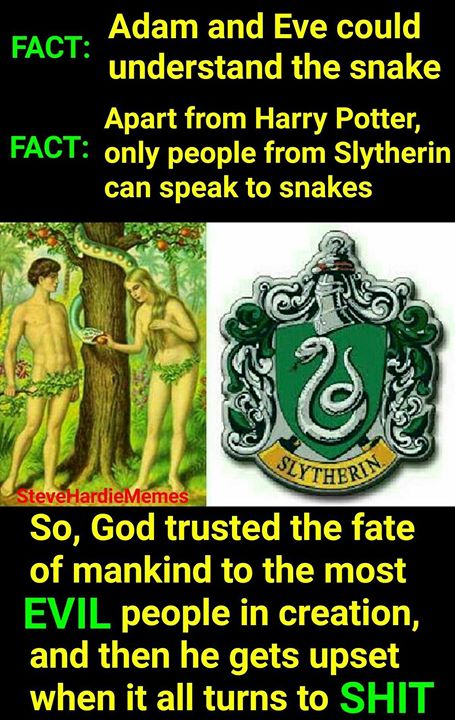 FACT: Adam and Eve could
understand the snake
FACT: Apart from Harry Potter,
only people from Slytherin
can speak to snakes
SLYTHERIN
SteveHardieMemes
So, God trusted the fate
of mankind to the most
EVIL people in creation,
and then he gets upset
when it all turns to SHIT